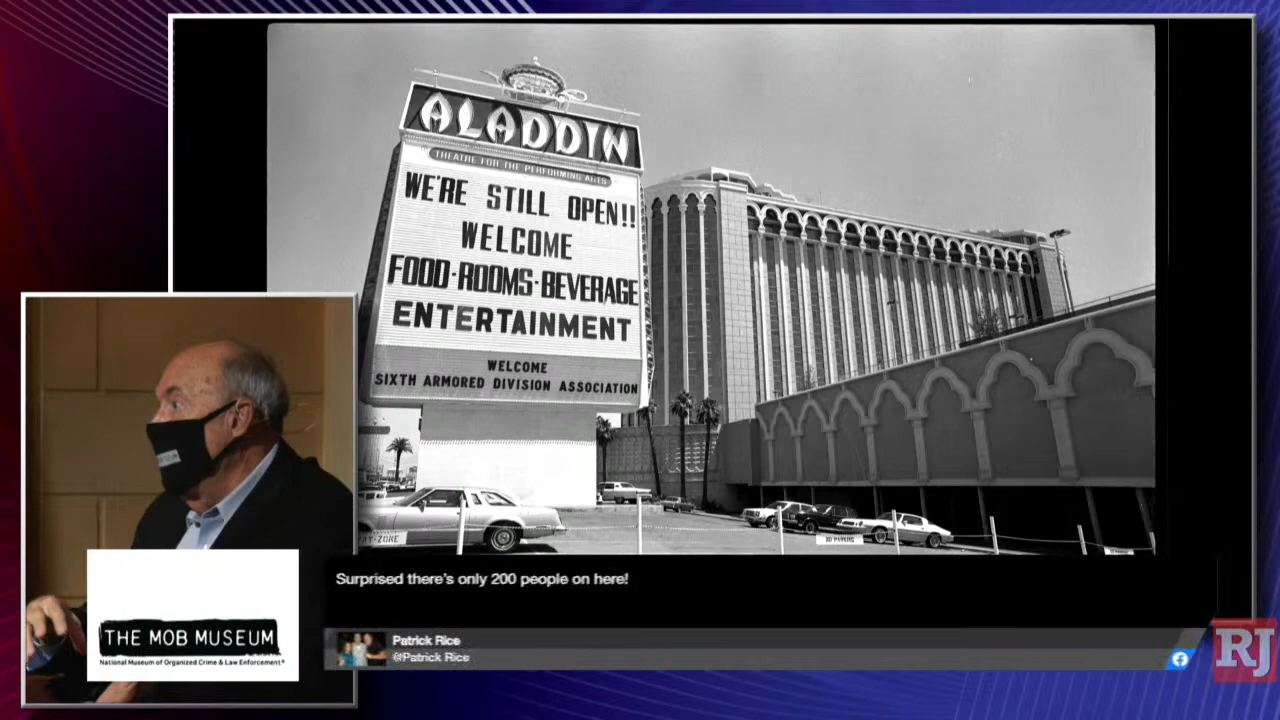 ALADDIN
THEATRE FOR THE PERFORMING ARTS
WE'RE STILL OPEN!!
WELCOME
FOOD-ROOMS-BEVERAGE
ENTERTAINMENT
WELCOME
SIXTH ARMORED DIVISION ASSOCIATION
NO PARKING
THE MOB MUSEUM
National Museum of Organized Crime & Law Enforcement®
Surprised there's only 200 people on here!
Patrick Rice
@Patrick Rice
RJ